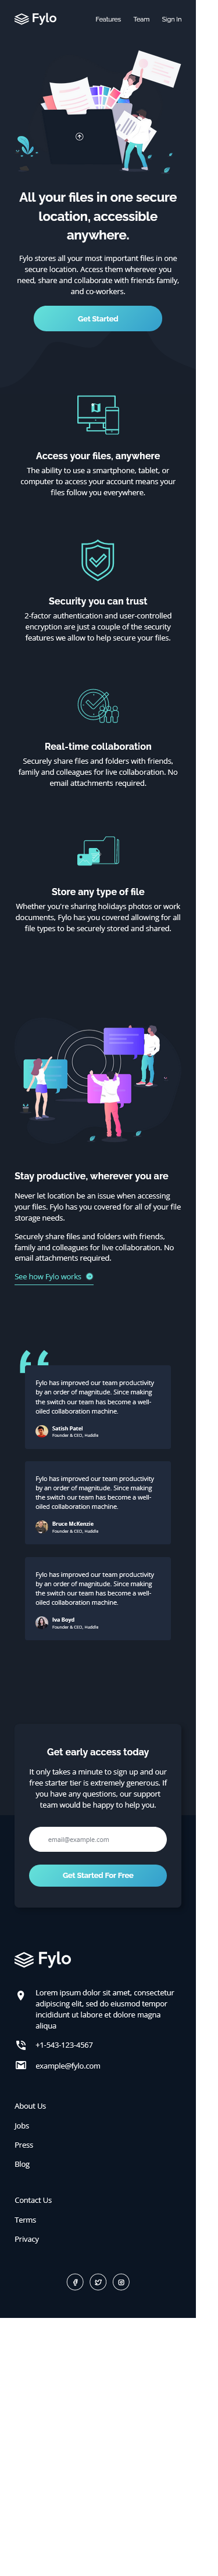 Fylo
Features Team Sign In
All your files in one secure
location, accessible
anywhere.
Fylo stores all your most important files in one
secure location. Access them wherever you
need, share and collaborate with friends family,
and co-workers.
Get Started
Access your files, anywhere
The ability to use a smartphone, tablet, or
computer to access your account means your
files follow you everywhere.
Security you can trust
2-factor authentication and user-controlled
encryption are just a couple of the security
features we allow to help secure your files.
Real-time collaboration
Securely share files and folders with friends,
family and colleagues for live collaboration. No
email attachments required.
Store any type of file
Whether you're sharing holidays photos or work
documents, Fylo has you covered allowing for all
file types to be securely stored and shared.
Stay productive, wherever you are
Never let location be an issue when accessing
your files. Fylo has you covered for all of your file
storage needs.
Securely share files and folders with friends,
family and colleagues for live collaboration. No
email attachments required.
See how Fylo works
“
Fylo has improved our team productivity
by an order of magnitude. Since making
the switch our team has become a well-
oiled collaboration machine.
Satish Patel
Founder & CEO, Huddle
Fylo has improved our team productivity
by an order of magnitude. Since making
the switch our team has become a well-
oiled collaboration machine.
Bruce McKenzie
Founder & CEO, Huddle
Fylo has improved our team productivity
by an order of magnitude. Since making
the switch our team has become a well-
oiled collaboration machine.
Iva Boyd
Founder & CEO, Huddle
Get early access today
It only takes a minute to sign up and our
free starter tier is extremely generous. If
you have any questions, our support
team would be happy to help you.
email@example.com
Get Started For Free
Fylo
Lorem ipsum dolor sit amet, consectetur
adipiscing elit, sed do eiusmod tempor
incididunt ut labore et dolore magna
aliqua
+1-543-123-4567
example@fylo.com
About Us
Jobs
Press
Blog
Contact Us
Terms
Privacy